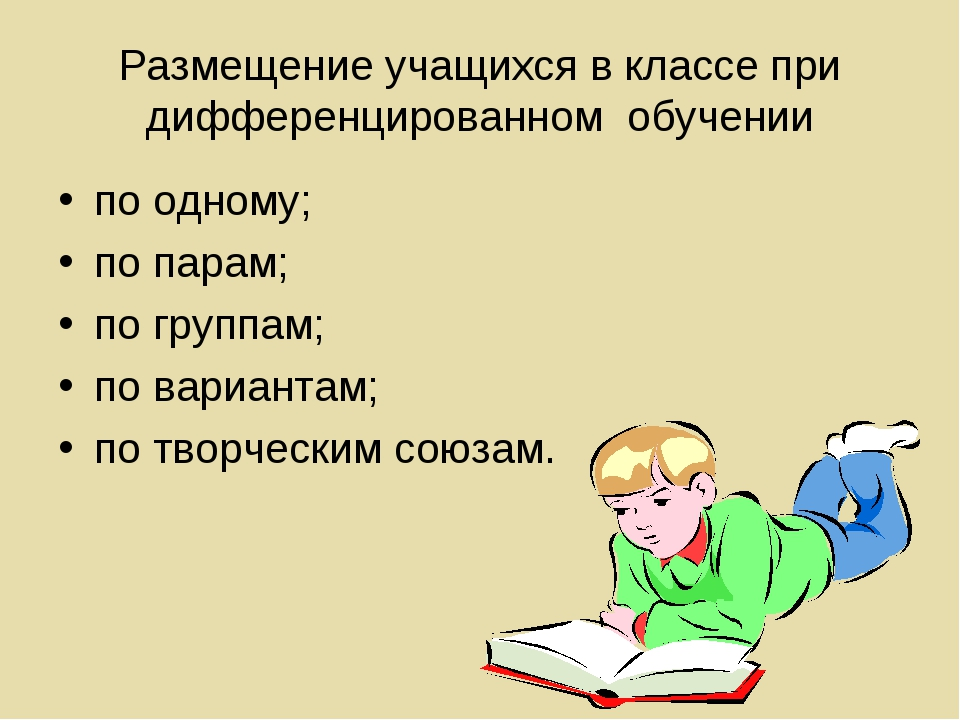 Размещение учащихся в классе при
дифференцированном  обучении
• по одному;
• по парам;
• по группам;
• по вариантам;
• по творческим союзам.